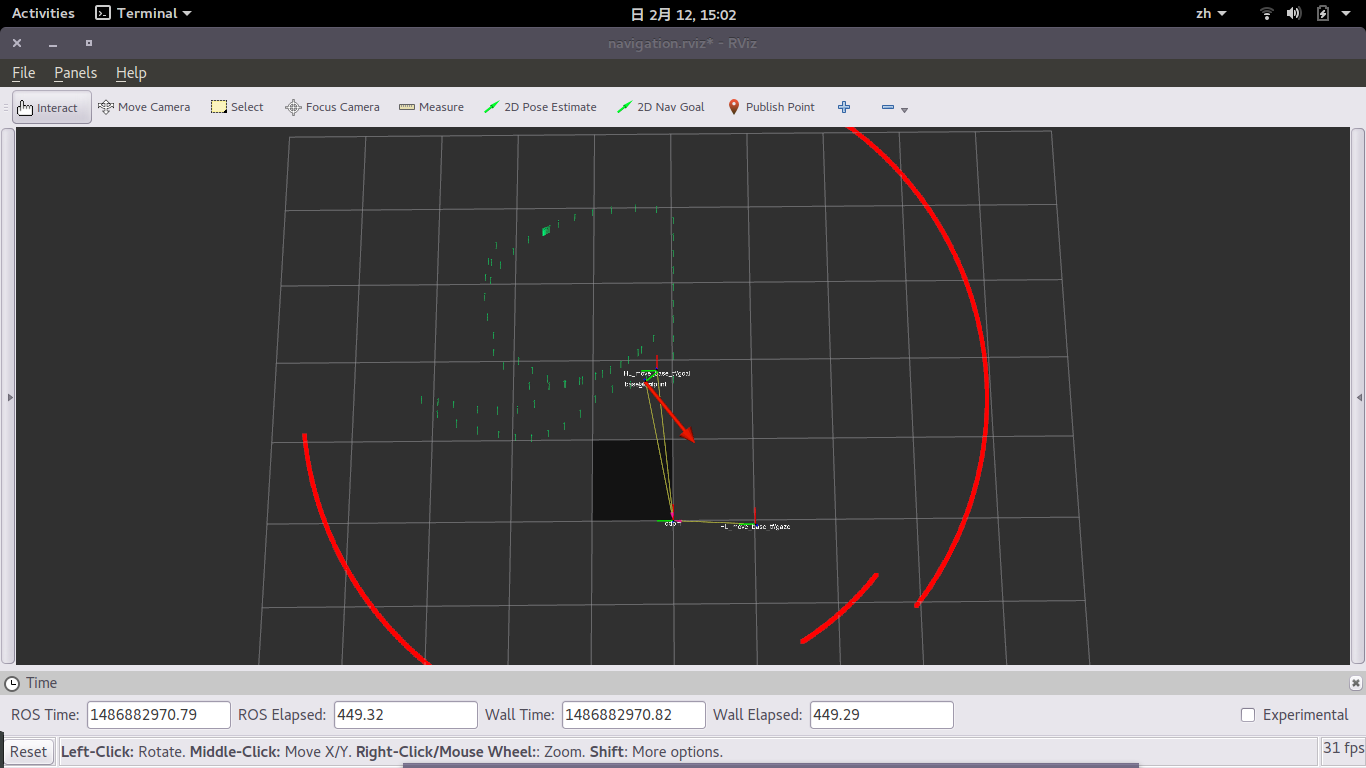 Activities Terminal 日 2月 12, 15:02 zh
navigation.rviz* - RViz
File Panels Help
Interact Move Camera Select Focus Camera Measure 2D Pose Estimate 2D Nav Goal Publish Point
odom
Time
ROS Time: 1486882970.79 ROS Elapsed: 449.32 Wall Time: 1486882970.82 Wall Elapsed: 449.29 Experimental
Reset Left-Click: Rotate. Middle-Click: Move X/Y. Right-Click/Mouse Wheel:: Zoom. Shift: More options. 31 fps